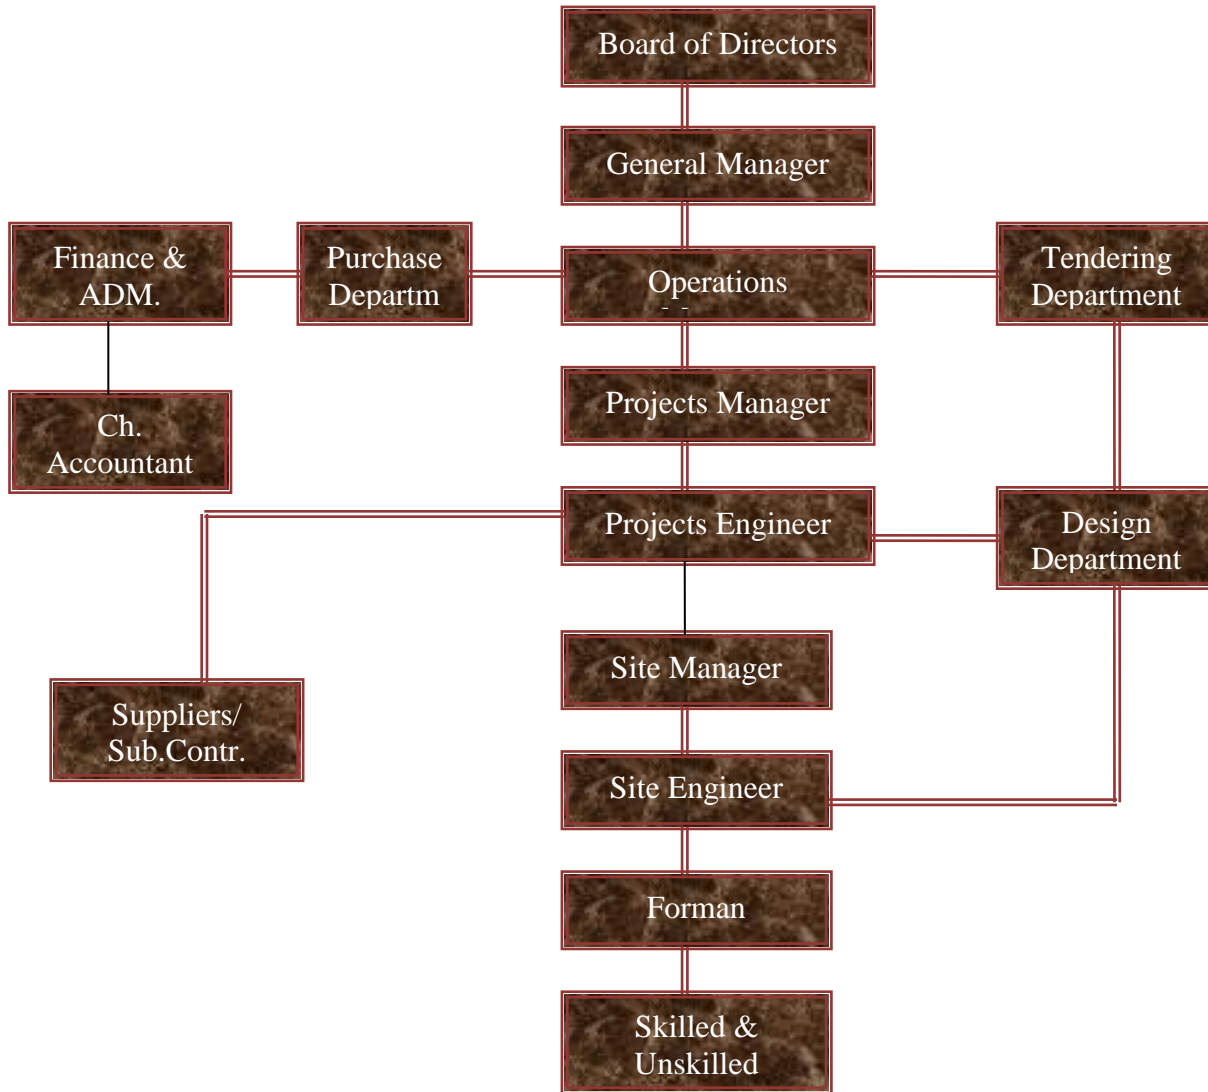 Board of Directors
General Manager
Finance &
ADM.
Purchase
Departm
Operations
Tendering
Department
Projects Manager
Ch.
Accountant
Projects Engineer
Design
Department
Site Manager
Suppliers/
Sub.Contr.
Site Engineer
Forman
Skilled &
Unskilled